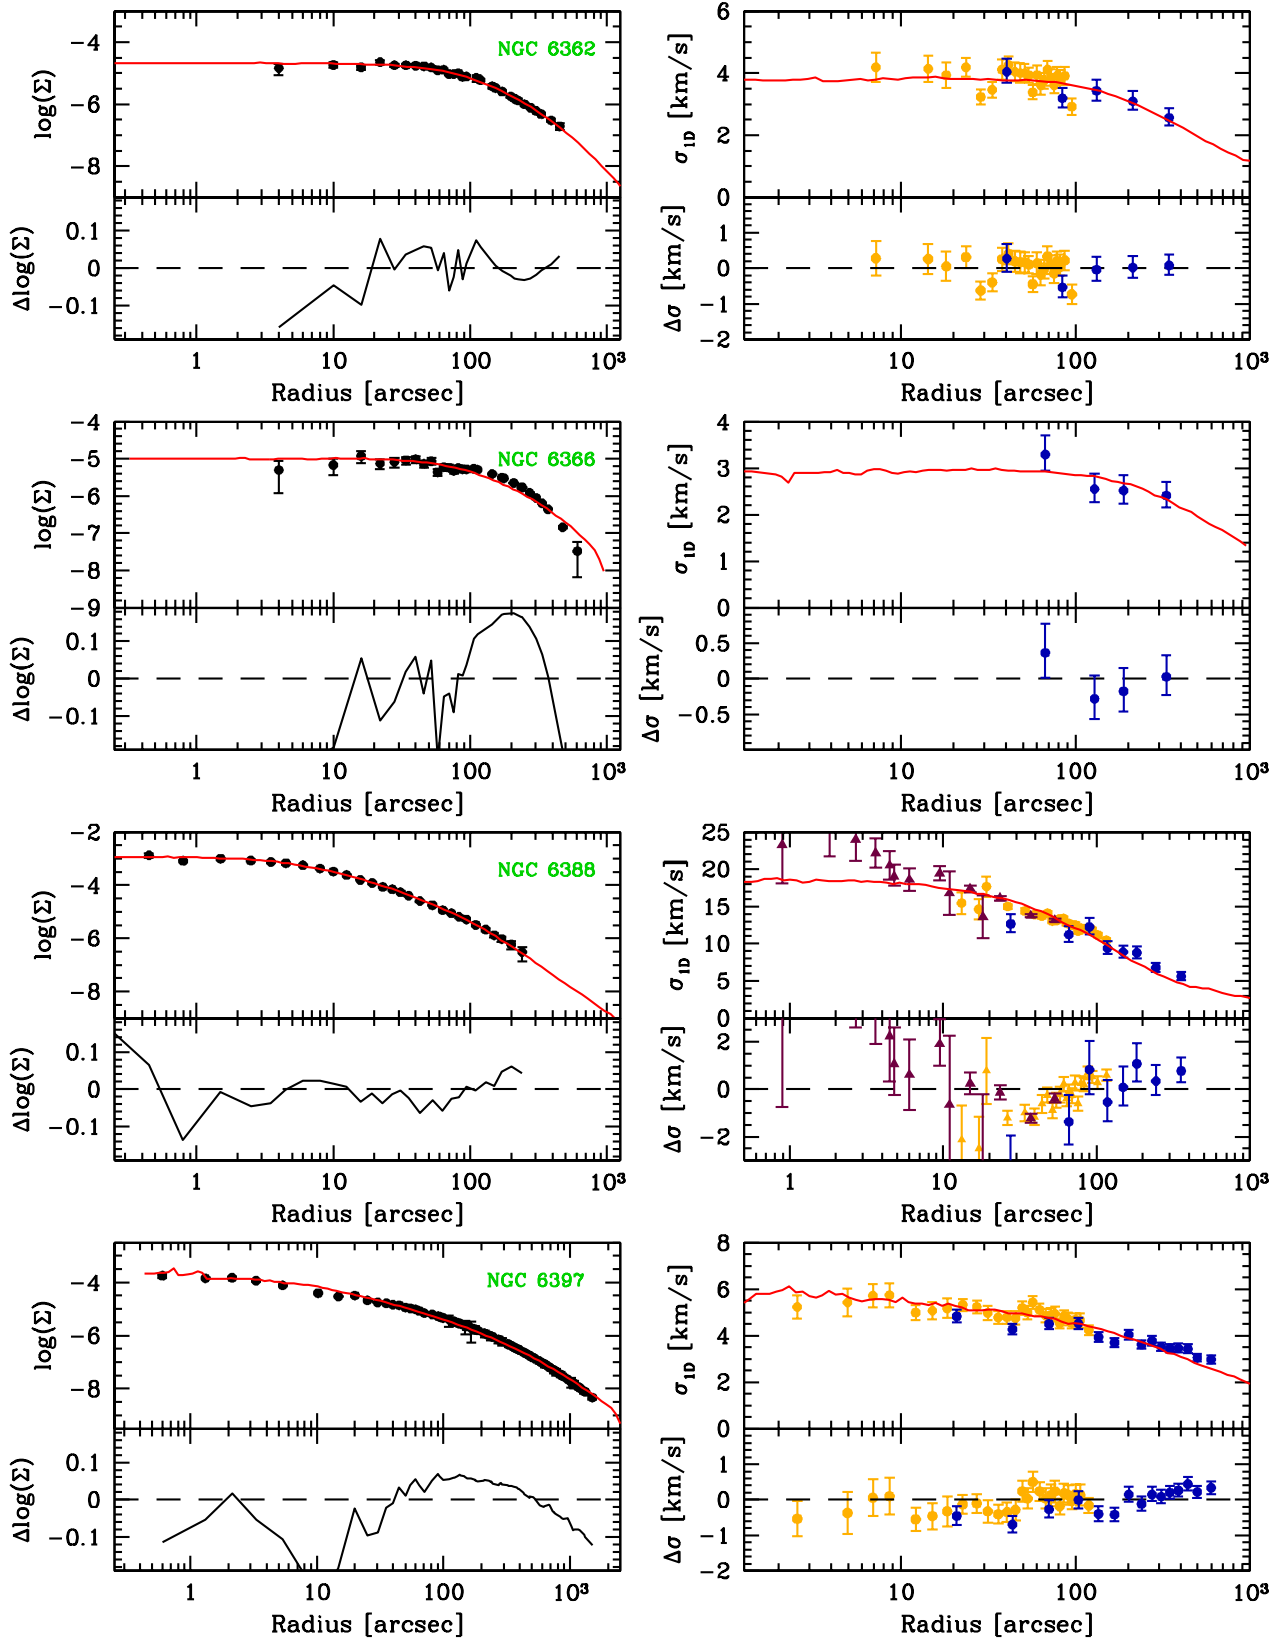 NGC 6362
log(Σ)
−4
−6
−8
Δlog(Σ)
0.1
0
−0.1
1 10 100 10³
Radius [arcsec]
σ₁D [km/s]
6
4
2
0
Δσ [km/s]
1
0
−1
−2
10 100 10³
Radius [arcsec]
NGC 6366
log(Σ)
−4
−5
−6
−7
−8
−9
Δlog(Σ)
0.1
0
−0.1
1 10 100 10³
Radius [arcsec]
σ₁D [km/s]
4
3
2
1
0
Δσ [km/s]
0.5
0
−0.5
10 100 10³
Radius [arcsec]
NGC 6388
log(Σ)
−2
−4
−6
−8
Δlog(Σ)
0.1
0
−0.1
1 10 100 10³
Radius [arcsec]
σ₁D [km/s]
25
20
15
10
5
0
Δσ [km/s]
2
0
−2
1 10 100 10³
Radius [arcsec]
NGC 6397
log(Σ)
−4
−6
−8
Δlog(Σ)
0.1
0
−0.1
1 10 100 10³
Radius [arcsec]
σ₁D [km/s]
8
6
4
2
0
Δσ [km/s]
1
0
−1
−2
10 100 10³
Radius [arcsec]